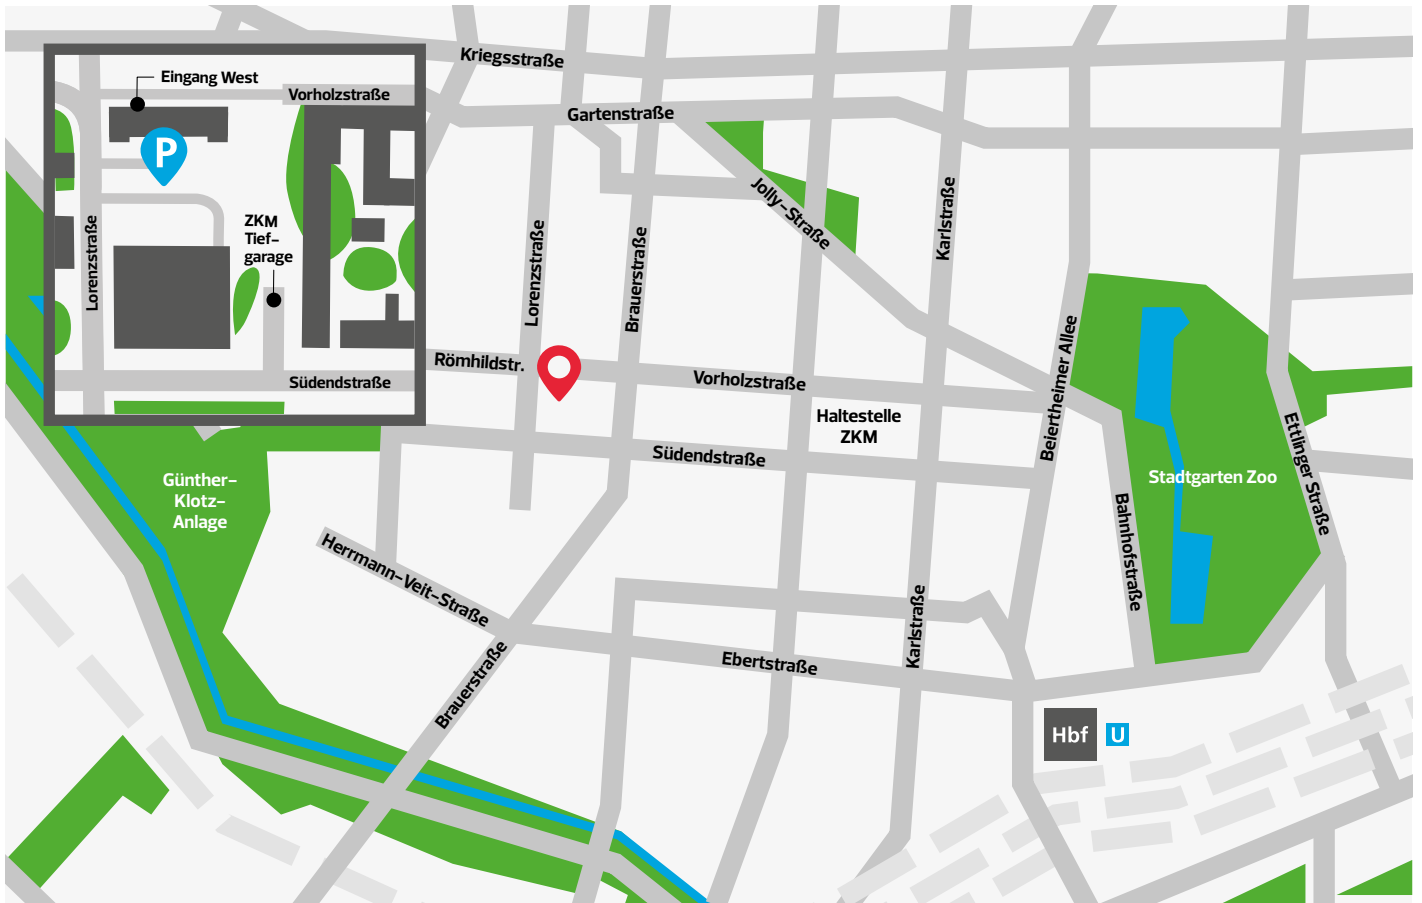 Kriegsstraße
Eingang West
Vorholzstraße
Gartenstraße
P
Jolly-Straße
Karlstraße
Lorenzstraße
ZKM
Tief-
garage
Lorenzstraße
Brauerstraße
Römhildstr.
Vorholzstraße
Südendstraße
Beiertheimer Allee
Haltestelle
ZKM
Südendstraße
Ettlinger Straße
Günther-
Klotz-
Anlage
Stadtgarten Zoo
Bahnhofstraße
Herrmann-Veit-Straße
Karlstraße
Ebertstraße
Brauerstraße
Hbf
U